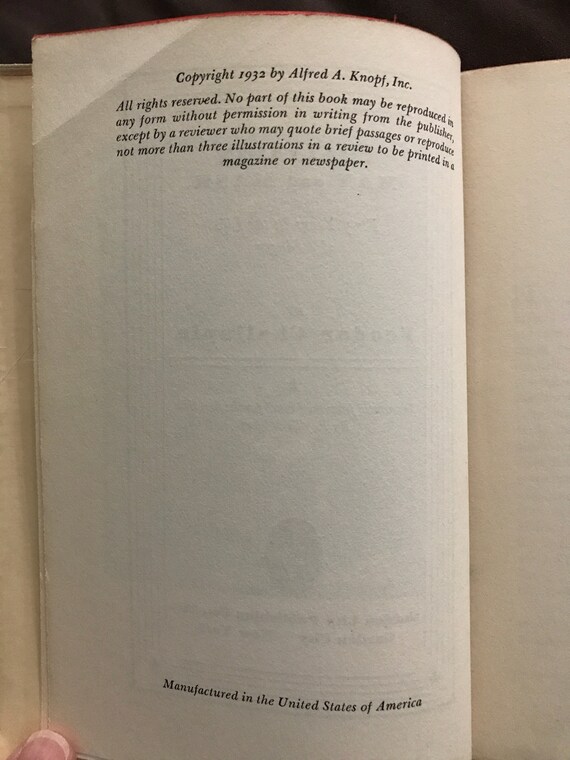 Copyright 1932 by Alfred A. Knopf, Inc.
All rights reserved. No part of this book may be reproduced in
any form without permission in writing from the publisher,
except by a reviewer who may quote brief passages or reproduce
not more than three illustrations in a review to be printed in a
magazine or newspaper.
Manufactured in the United States of America